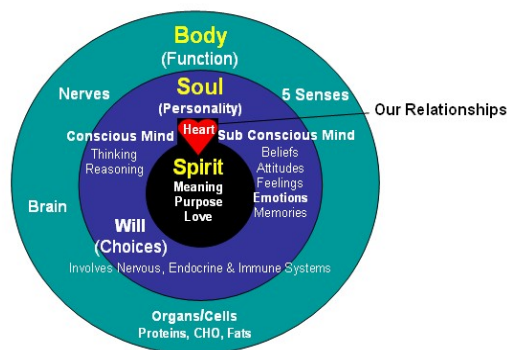 Body
(Function)
Nerves
Soul
5 Senses
(Personality)
Our Relationships
Conscious Mind
Heart
Sub Conscious Mind
Thinking
Reasoning
Spirit
Meaning
Purpose
Love
Beliefs
Attitudes
Feelings
Emotions
Memories
Brain
Will
(Choices)
Involves Nervous, Endocrine & Immune Systems
Organs/Cells
Proteins, CHO, Fats